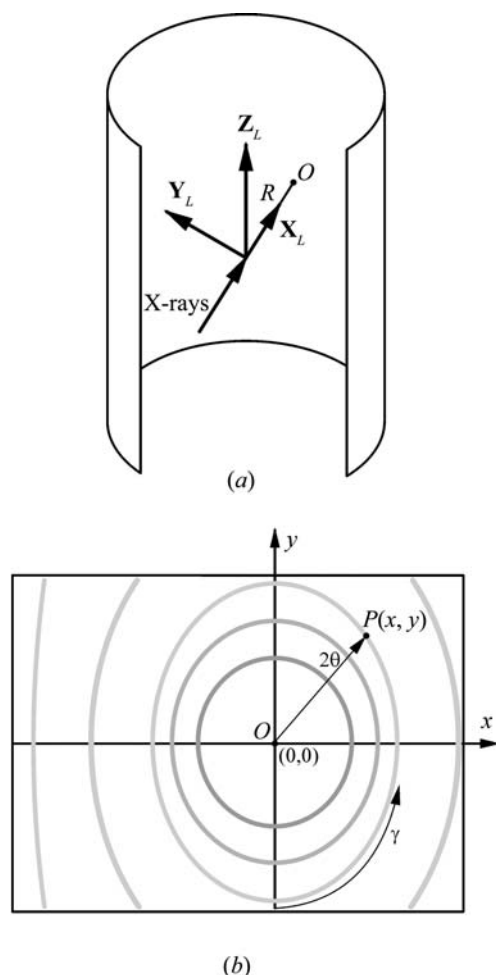 Z_L
O
Y_L
R
X_L
X-rays
(a)
y
P(x, y)
2θ
x
O
(0,0)
γ
(b)